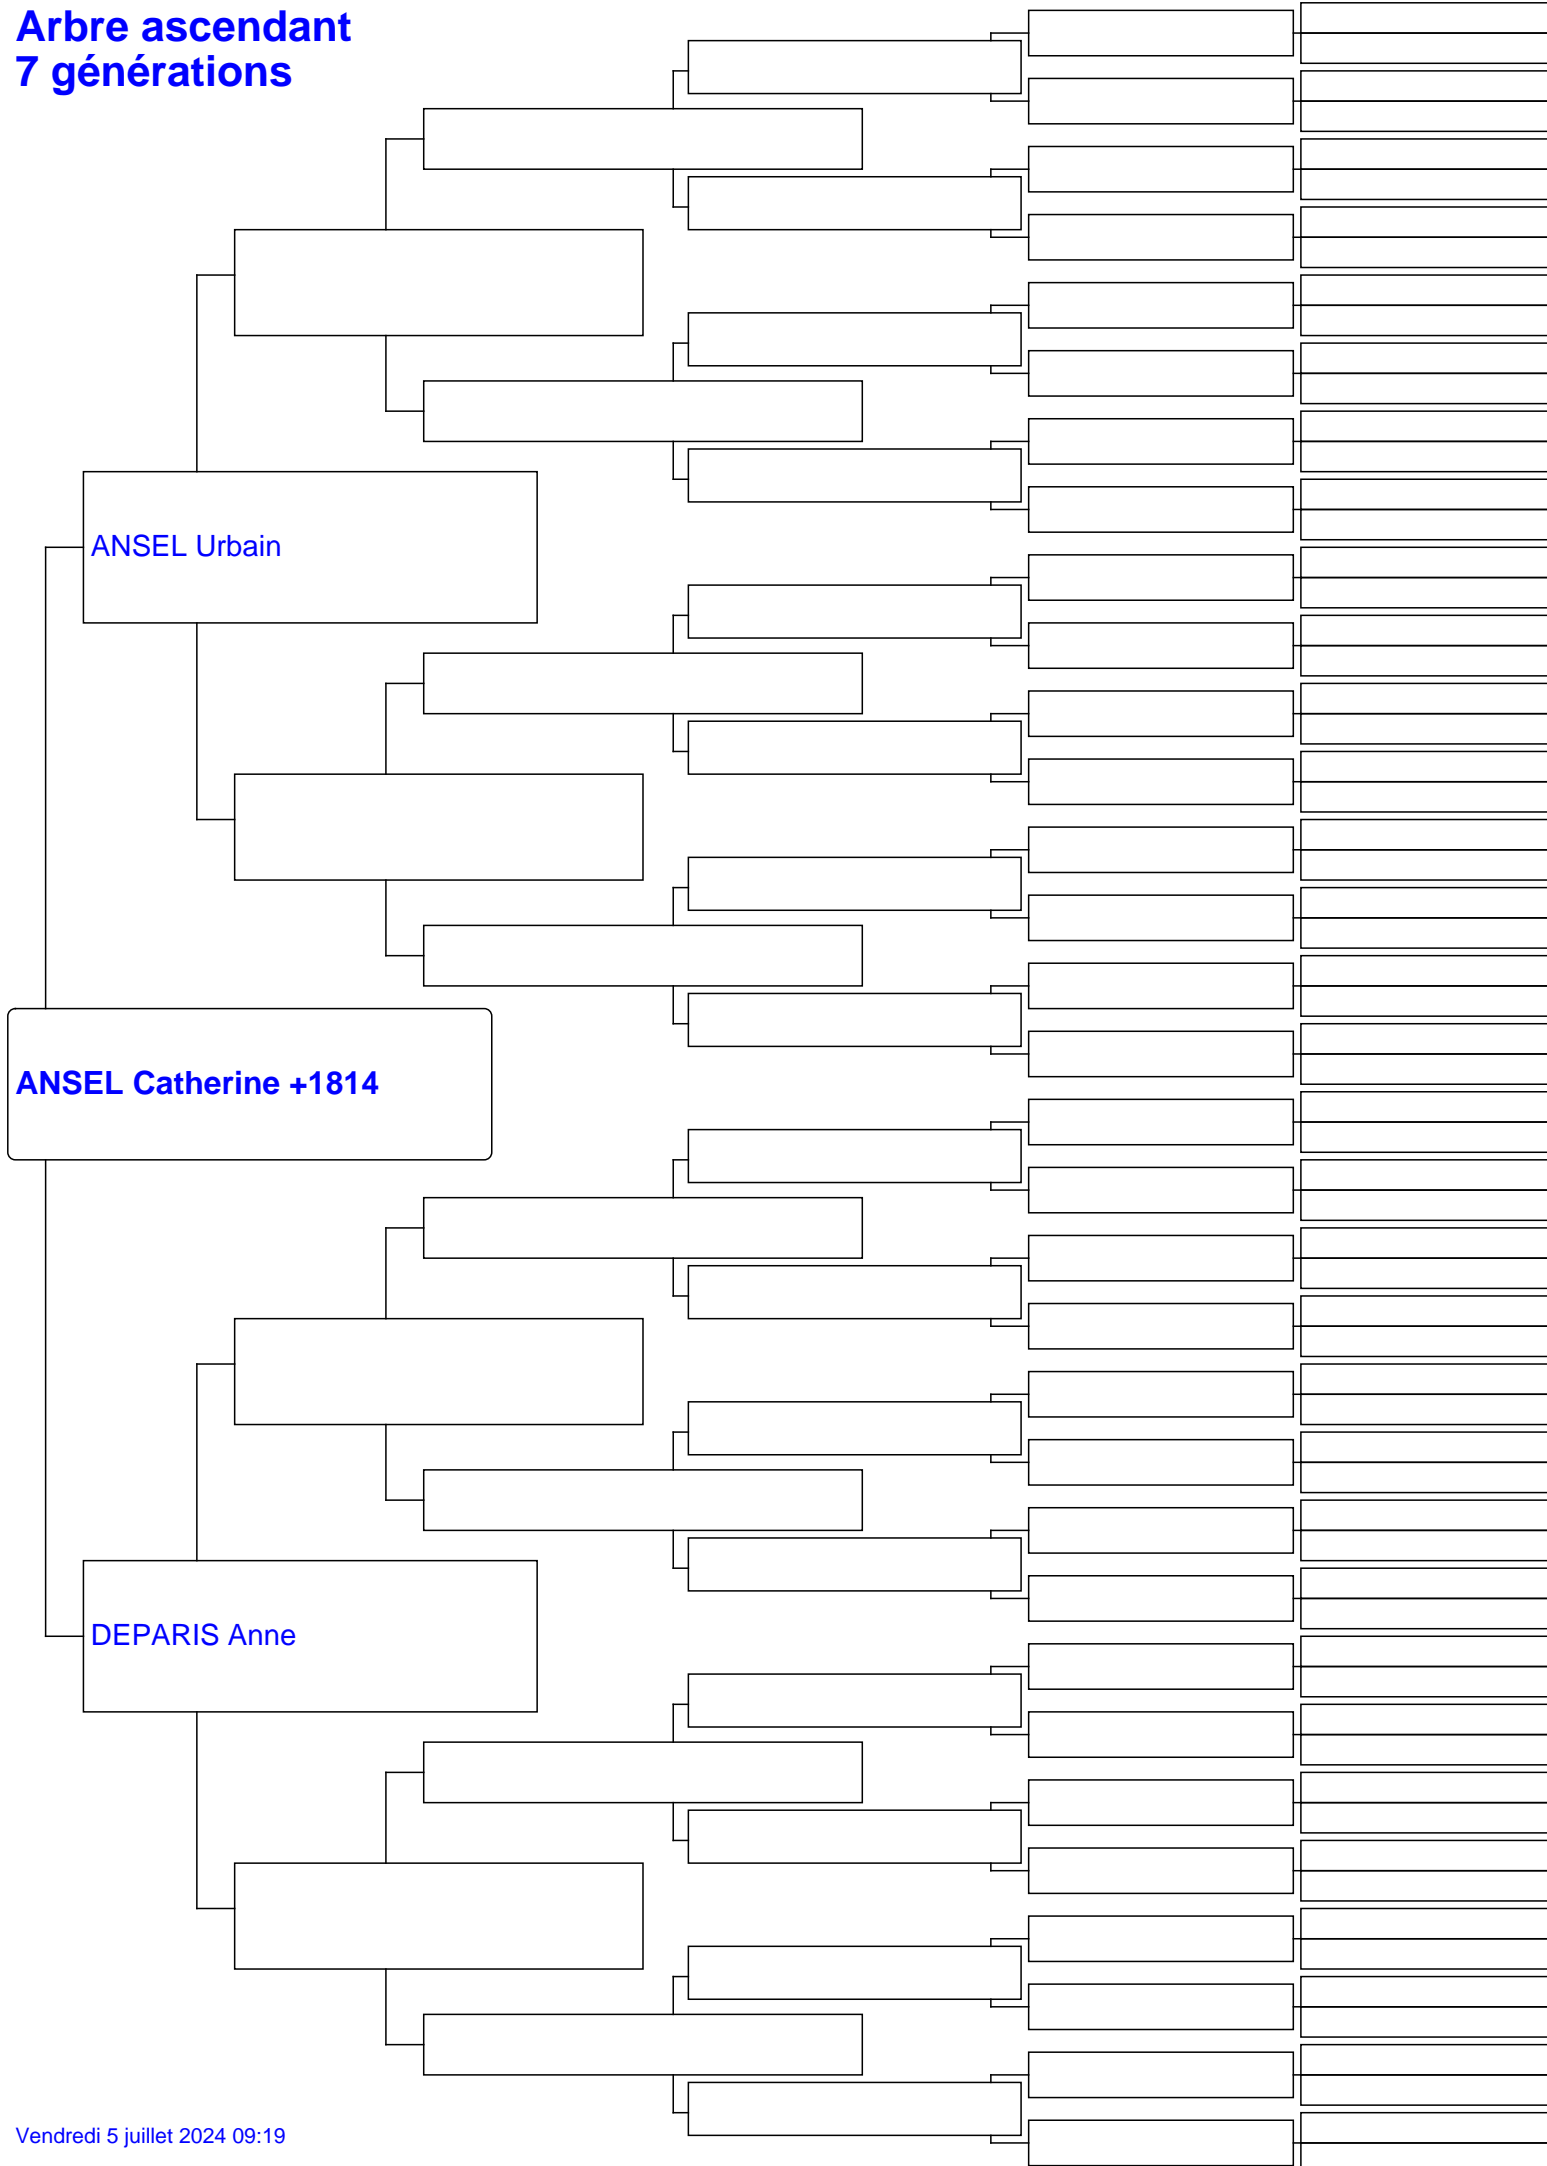 Arbre ascendant
7 générations
ANSEL Urbain
ANSEL Catherine +1814
DEPARIS Anne
Vendredi 5 juillet 2024 09:19